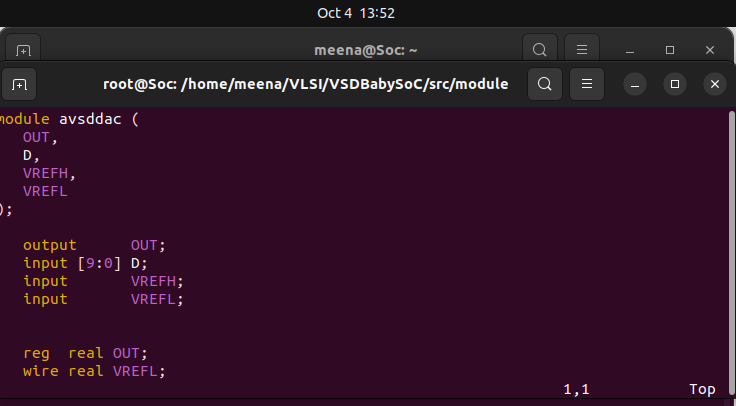 Oct 4 13:52
meena@Soc: ~
root@Soc: /home/meena/VLSI/VSDBabySoC/src/module
module avsddac (
   OUT,
   D,
   VREFH,
   VREFL
);
   output      OUT;
   input [9:0] D;
   input       VREFH;
   input       VREFL;
   reg  real OUT;
   wire real VREFL;
1,1 Top